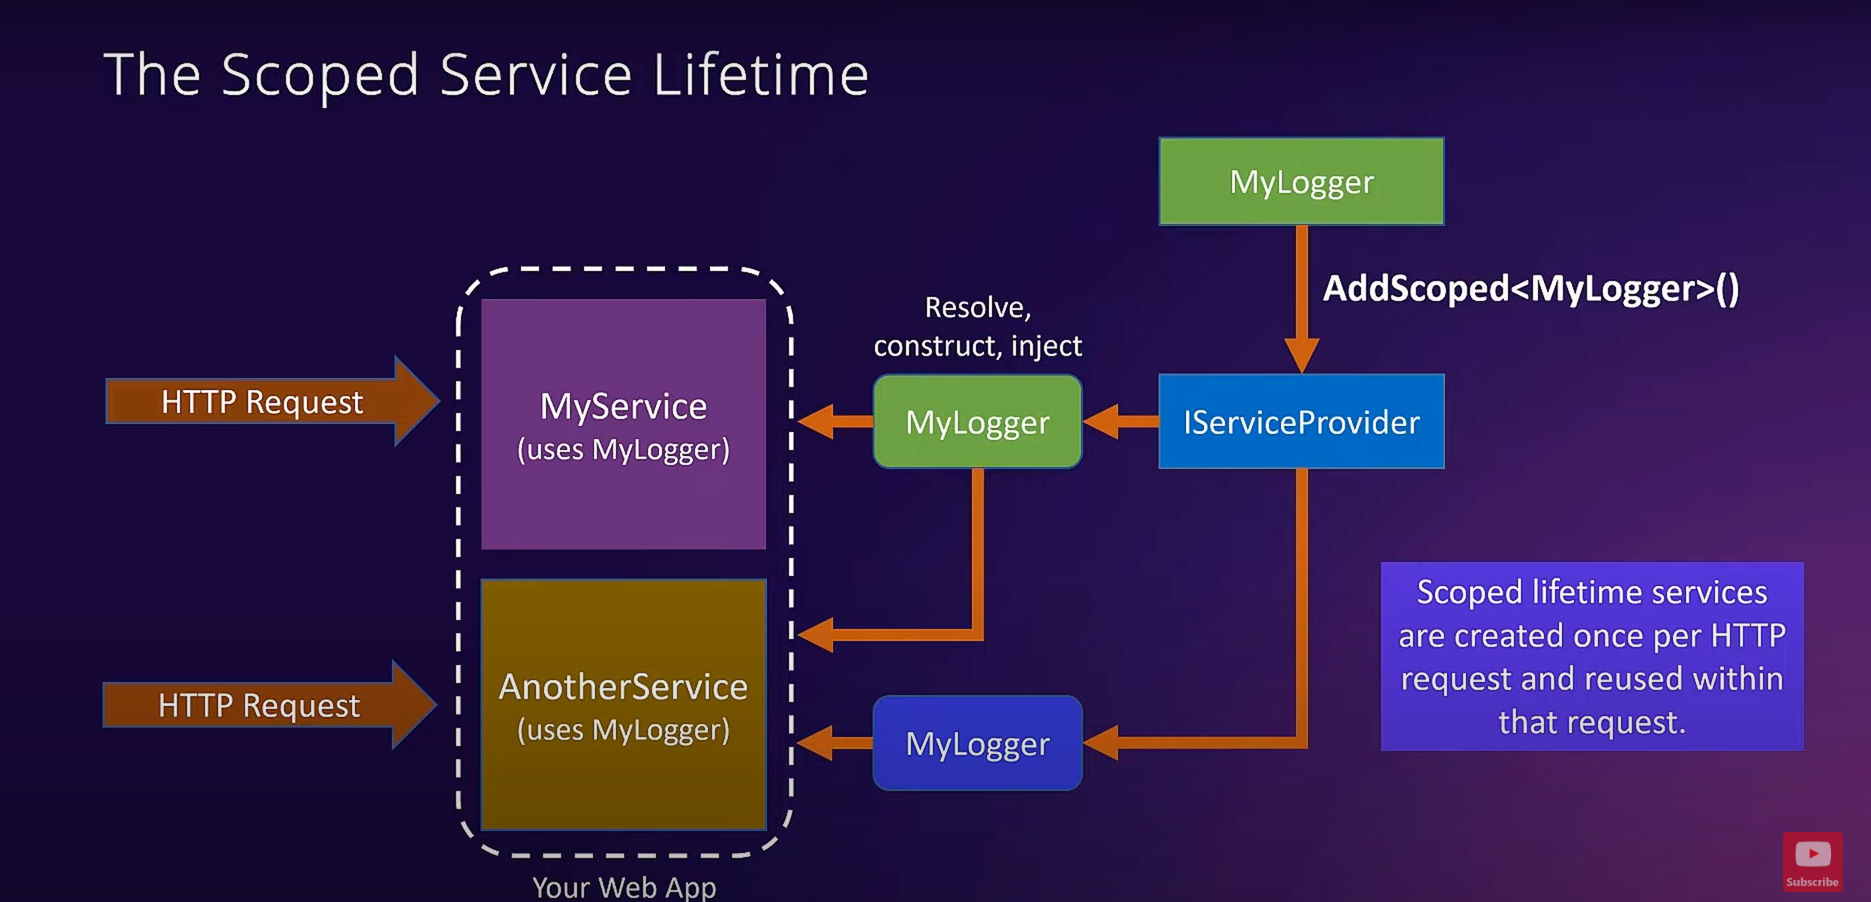 The Scoped Service Lifetime
MyLogger
AddScoped<MyLogger>()
Resolve,
construct, inject
HTTP Request
MyService
(uses MyLogger)
MyLogger
IServiceProvider
HTTP Request
AnotherService
(uses MyLogger)
MyLogger
Scoped lifetime services
are created once per HTTP
request and reused within
that request.
Your Web App
Subscribe